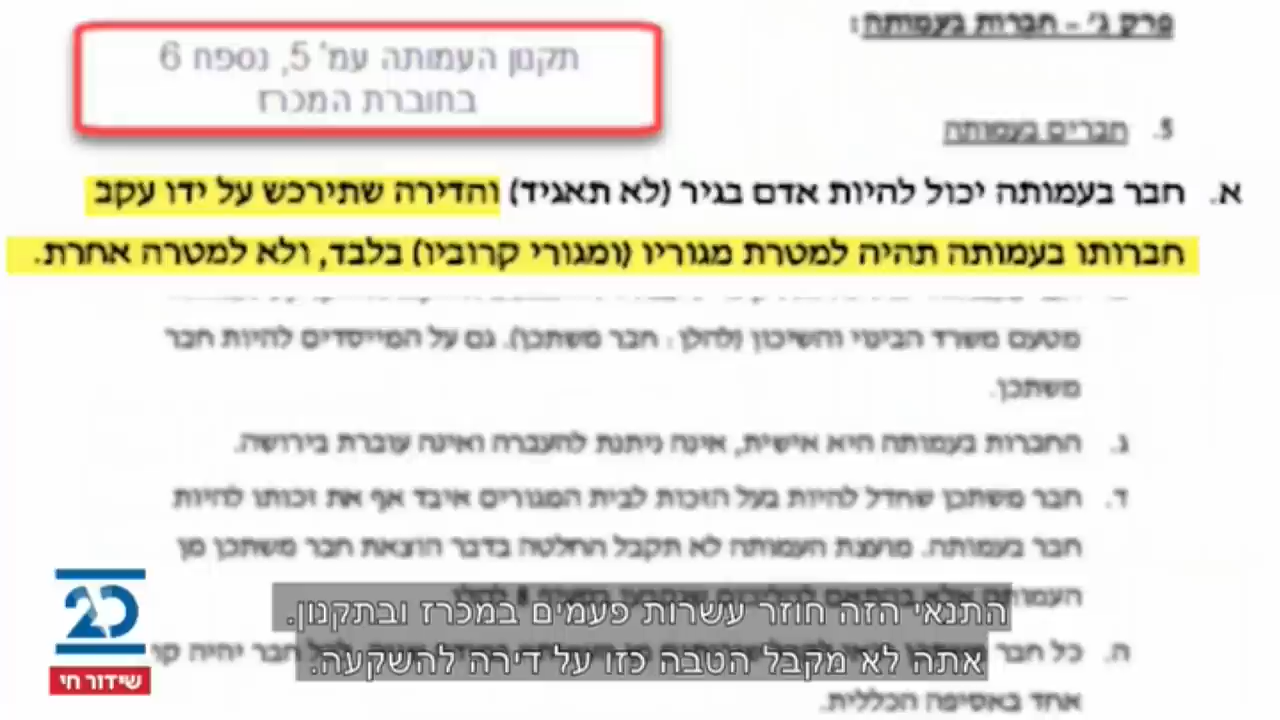 פרק ג' – חברות בעמותה:
תקנון העמותה עמ' 5, נספח 6
בחוברת המכרז
5. חברים בעמותה
א. חבר בעמותה יכול להיות אדם בגיר (לא תאגיד) והדירה שתירכש על ידו עקב
חברותו בעמותה תהיה למטרת מגוריו (ומגורי קרוביו) בלבד, ולא למטרה אחרת.
מטעם משרד הבינוי והשיכון (להלן: חבר משתכן). גם על המייסדים להיות חבר
משתכן.
ג. החברות בעמותה היא אישית, אינה ניתנת להעברה ואינה עוברת בירושה.
ד. חבר משתכן שחדל להיות בעל הזכות לבית המגורים איבד אף את זכותו להיות
חבר בעמותה. מועצת העמותה לא תקבל החלטה בדבר הוצאת חבר משתכן מן
העמותה
התנאי הזה חוזר עשרות פעמים במכרז ובתקנון.
ה. כל חבר יהיה קו
אתה לא מקבל הטבה כזו על דירה להשקעה.
אחד באסיפה הכללית.
20
שידור חי